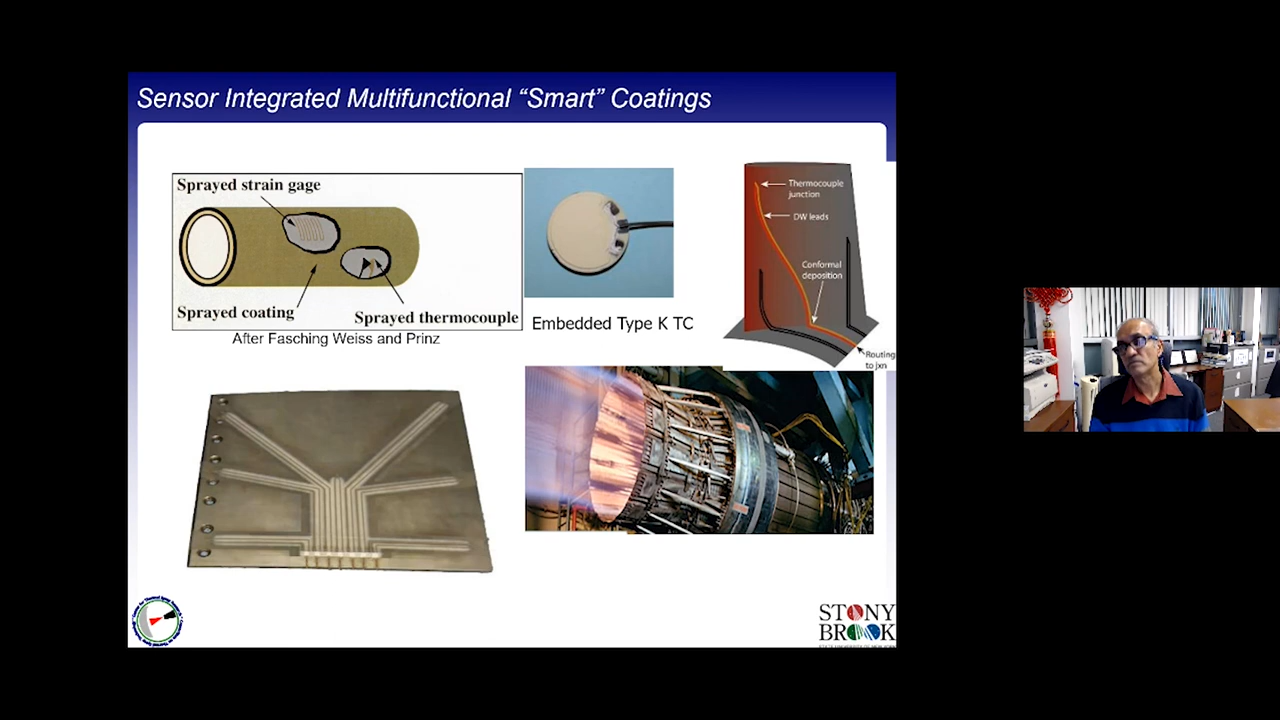 Sensor Integrated Multifunctional “Smart” Coatings
Sprayed strain gage
Sprayed coating
Sprayed thermocouple
After Fasching Weiss and Prinz
Embedded Type K TC
Thermocouple
junction
DW leads
Conformal
deposition
Routing
to jxn
STONY
BROOK